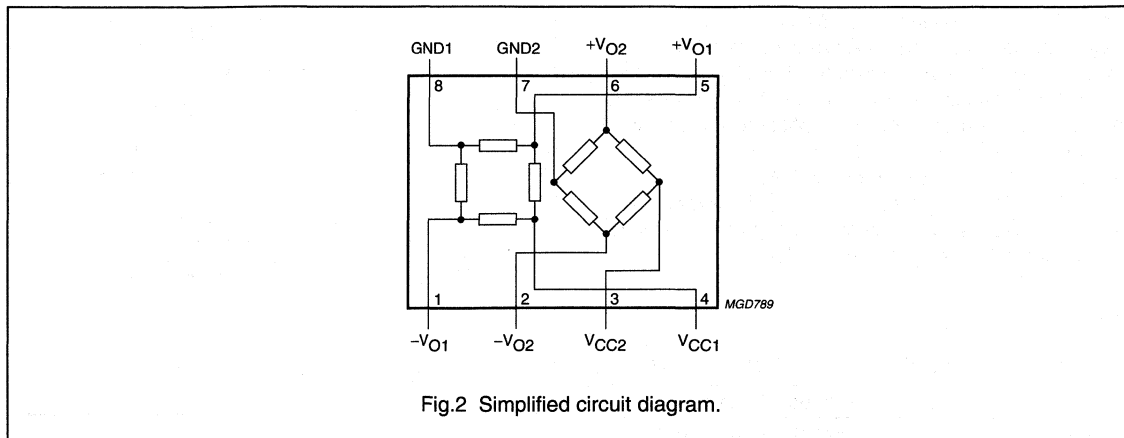 GND1 GND2 +VO2 +VO1
8 7 6 5
1 2 3 4
MGD789
−VO1 −VO2 VCC2 VCC1
Fig.2 Simplified circuit diagram.